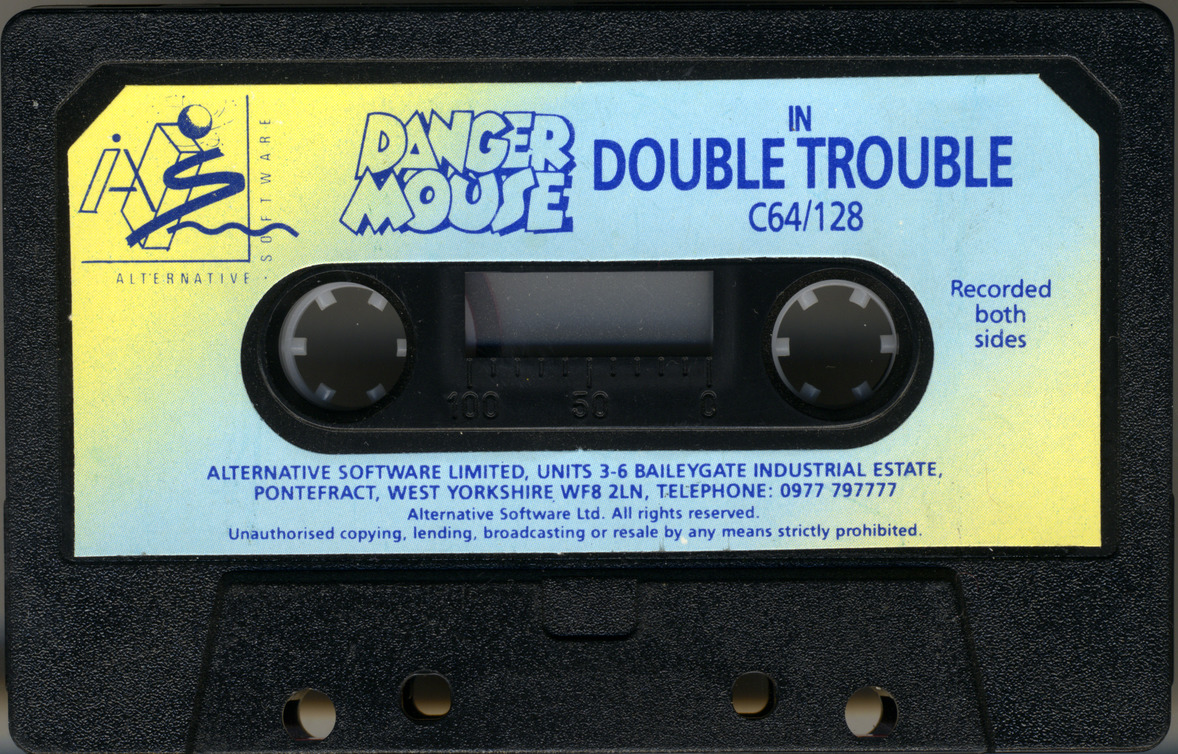 iAS
SOFTWARE
ALTERNATIVE ·
DANGER
MOUSE
IN
DOUBLE TROUBLE
C64/128
Recorded
both
sides
100 50 0
ALTERNATIVE SOFTWARE LIMITED, UNITS 3-6 BAILEYGATE INDUSTRIAL ESTATE,
PONTEFRACT, WEST YORKSHIRE WF8 2LN, TELEPHONE: 0977 797777
Alternative Software Ltd. All rights reserved.
Unauthorised copying, lending, broadcasting or resale by any means strictly prohibited.